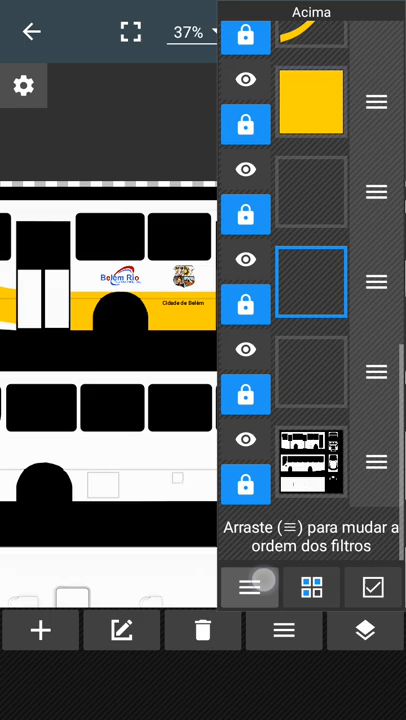 Acima
37%
Belém Rio
Cidade de Belém
Arraste (≡) para mudar a
ordem dos filtros